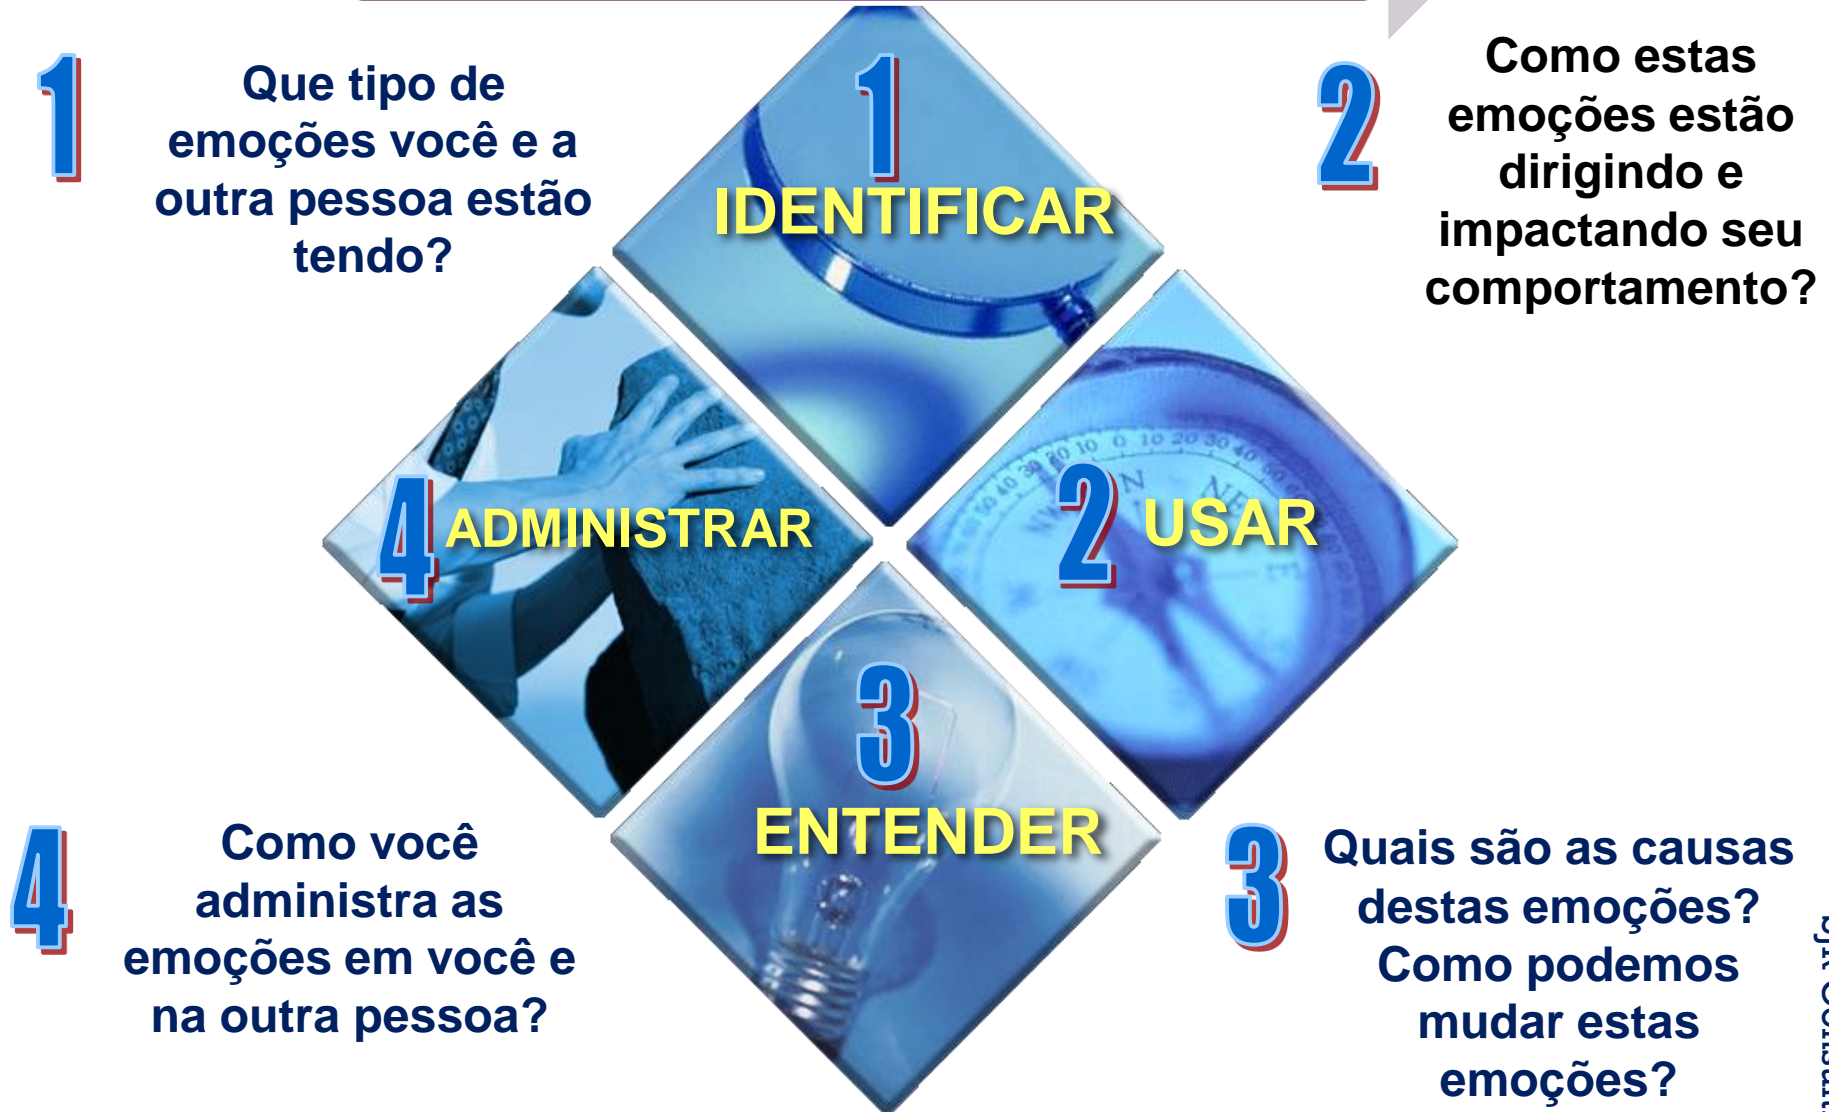 1
Que tipo de
emoções você e a
outra pessoa estão
tendo?
1
IDENTIFICAR
2
Como estas
emoções estão
dirigindo e
impactando seu
comportamento?
4 ADMINISTRAR
2 USAR
3
ENTENDER
4
Como você
administra as
emoções em você e
na outra pessoa?
3
Quais são as causas
destas emoções?
Como podemos
mudar estas
emoções?